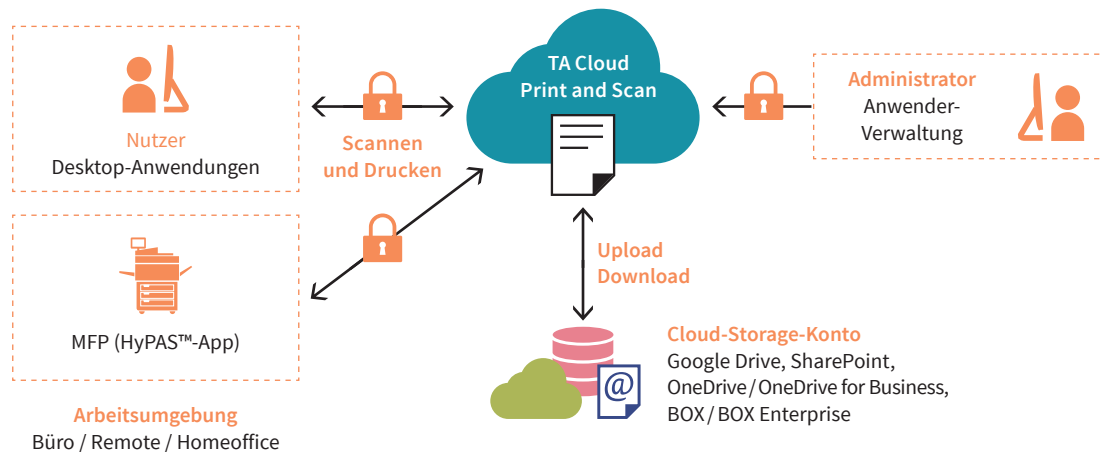 Nutzer
Desktop-Anwendungen
MFP (HyPAS™-App)
Arbeitsumgebung
Büro / Remote / Homeoffice
Scannen
und Drucken
TA Cloud
Print and Scan
Upload
Download
Cloud-Storage-Konto
Google Drive, SharePoint,
OneDrive / OneDrive for Business,
BOX / BOX Enterprise
@
Administrator
Anwender-
Verwaltung